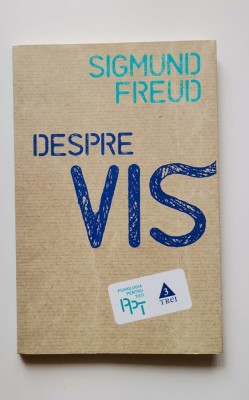 SIGMUND
FREUD
DESPRE
VIS
PSIHOLOGIA
PENTRU
TOȚI
PPT
3
TREI